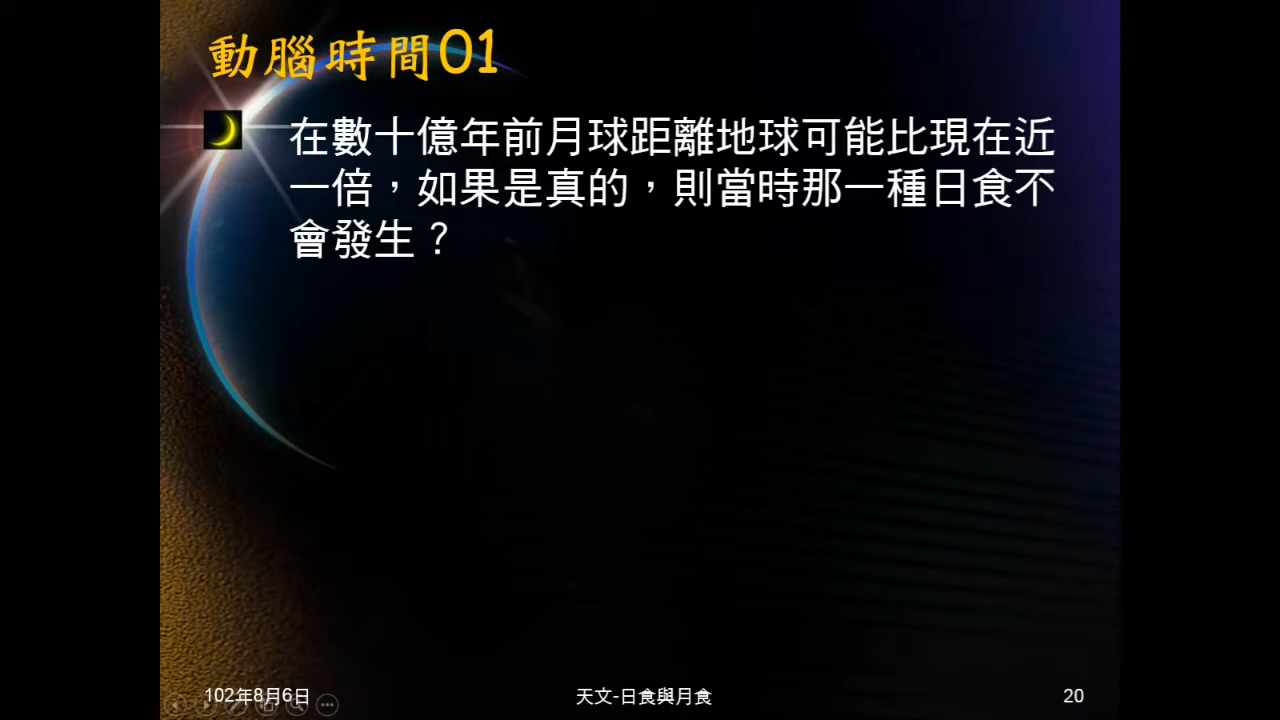 動腦時間01
在數十億年前月球距離地球可能比現在近
一倍，如果是真的，則當時那一種日食不
會發生？
102年8月6日
天文-日食與月食
20